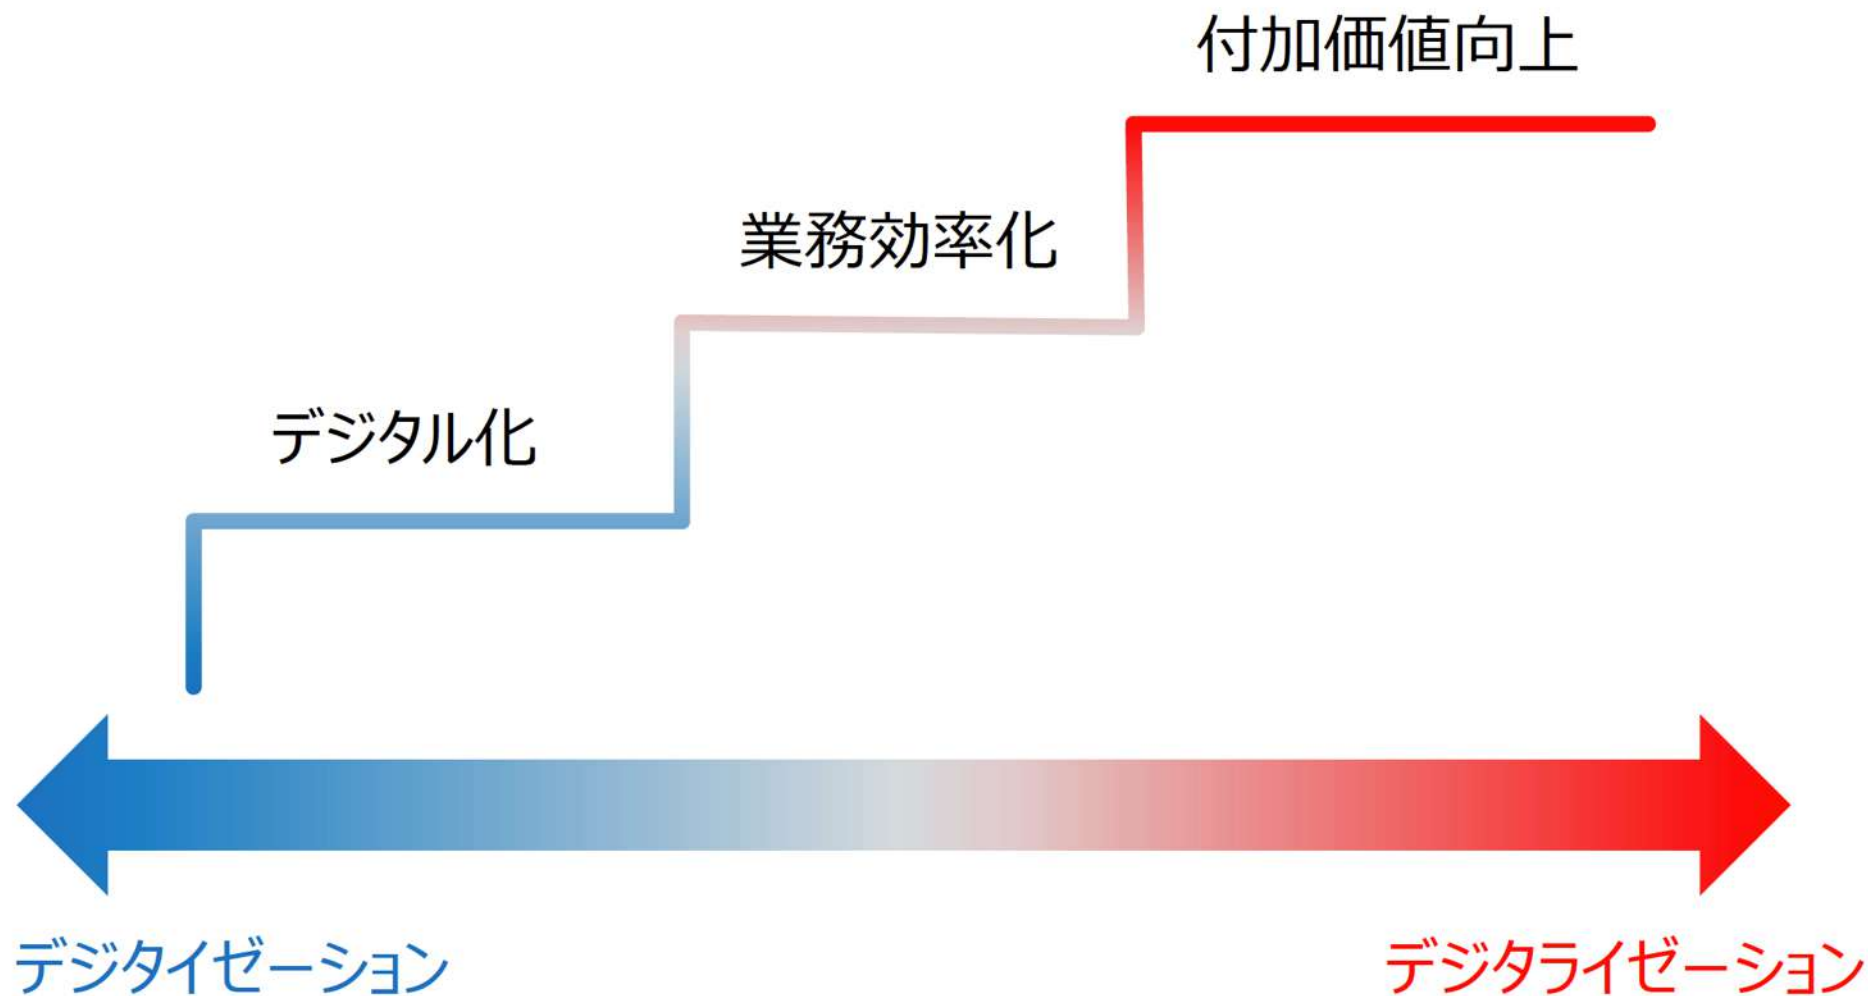 付加価値向上
業務効率化
デジタル化
デジタイゼーション
デジタライゼーション